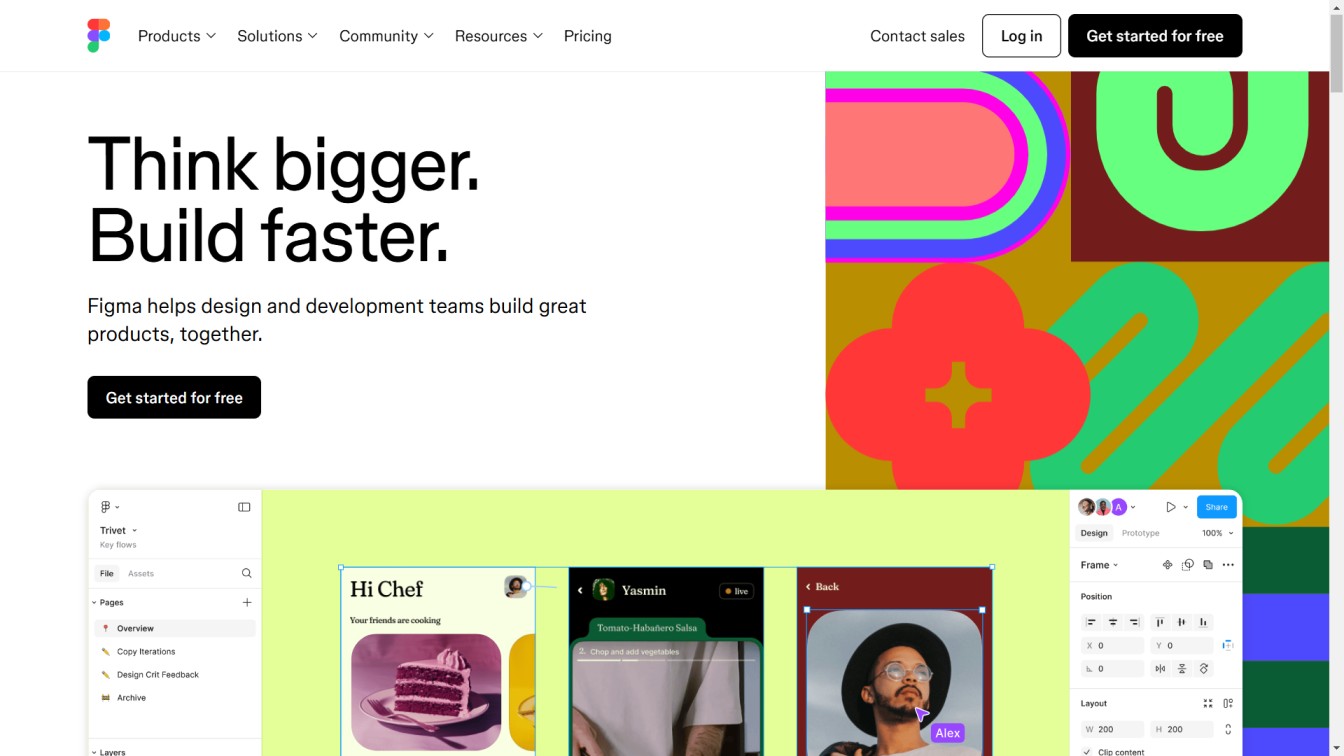 Products
Solutions
Community
Resources
Pricing
Contact sales
Log in
Get started for free
Think bigger.
Build faster.
Figma helps design and development teams build great
products, together.
Get started for free
Trivet
Key flows
File
Assets
Pages
Overview
Copy Iterations
Design Crit Feedback
Archive
Layers
Hi Chef
Your friends are cooking
Yasmin
live
Tomato-Habañero Salsa
2. Chop and add vegetables
Back
Alex
A
Share
Design
Prototype
100%
Frame
Position
X 0
Y 0
0
Layout
W 200
H 200
Clip content